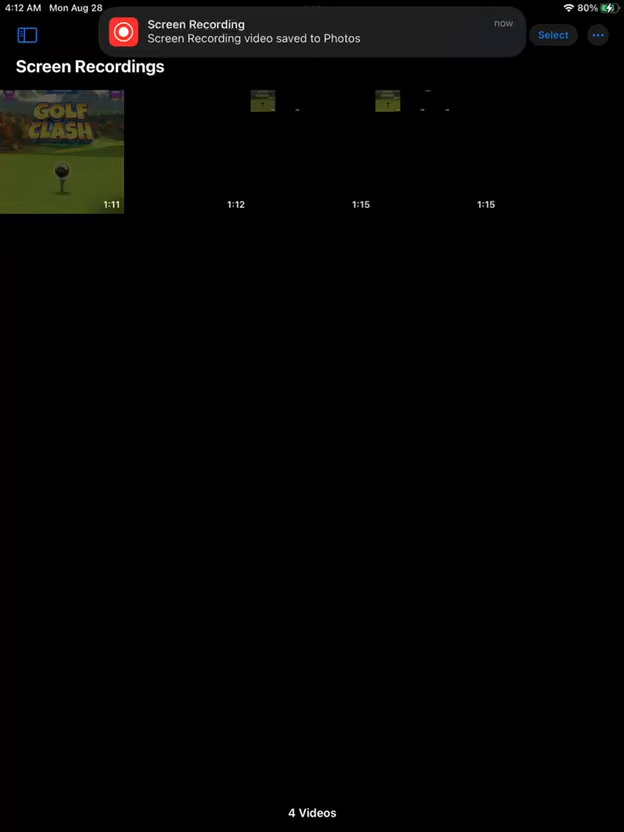 4:12 AM Mon Aug 28
80%
Screen Recording
now
Screen Recording video saved to Photos
Select
Screen Recordings
GOLF
CLASH
1:11
1:12
1:15
1:15
4 Videos